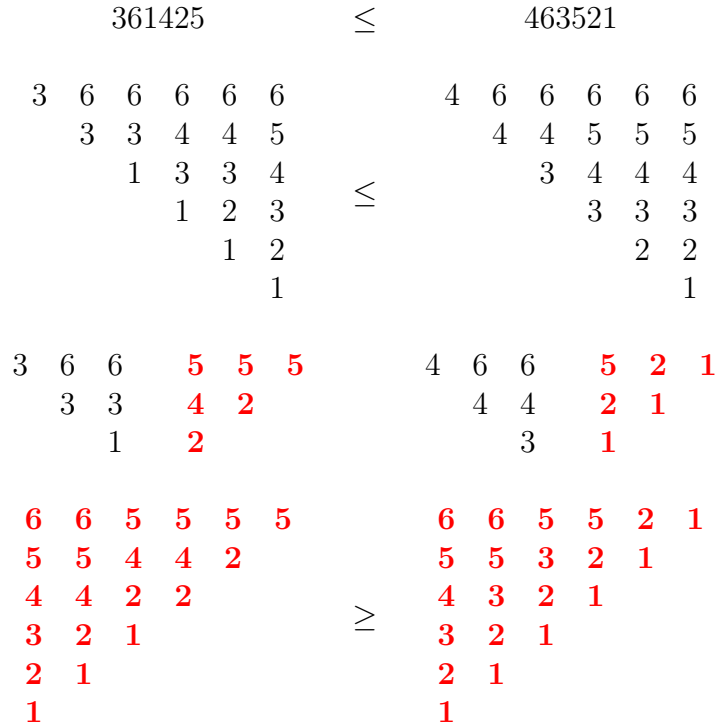 361425 ≤ 463521
3 6 6 6 6 6 4 6 6 6 6 6
3 3 4 4 5 4 4 5 5 5
1 3 3 4 3 4 4 4
≤
1 2 3 3 3 3
1 2 2 2
1 1
3 6 6 5 5 5 4 6 6 5 2 1
3 3 4 2 4 4 2 1
1 2 3 1
6 6 5 5 5 5 6 6 5 5 2 1
5 5 4 4 2 5 5 3 2 1
4 4 2 2 4 3 2 1
≥
3 2 1 3 2 1
2 1 2 1
1 1